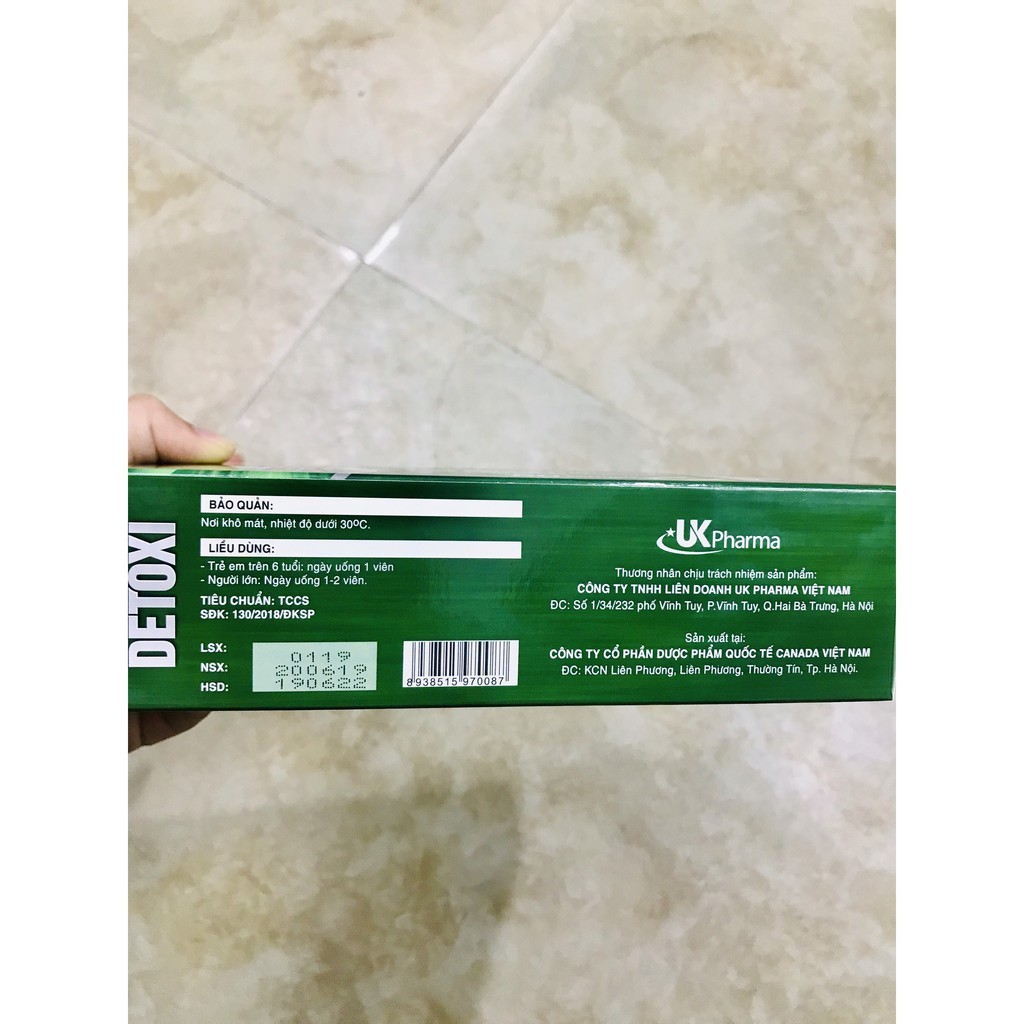 DETOXI
BẢO QUẢN:
Nơi khô mát, nhiệt độ dưới 30ºC.
LIỀU DÙNG:
- Trẻ em trên 6 tuổi: ngày uống 1 viên
- Người lớn: Ngày uống 1-2 viên.
TIÊU CHUẨN: TCCS
SĐK: 130/2018/ĐKSP
LSX: 0119
NSX: 200619
HSD: 190622
8 938515 970087
UK Pharma
Thương nhân chịu trách nhiệm sản phẩm:
CÔNG TY TNHH LIÊN DOANH UK PHARMA VIỆT NAM
ĐC: Số 1/34/232 phố Vĩnh Tuy, P.Vĩnh Tuy, Q.Hai Bà Trưng, Hà Nội
Sản xuất tại:
CÔNG TY CỔ PHẦN DƯỢC PHẨM QUỐC TẾ CANADA VIỆT NAM
ĐC: KCN Liên Phương, Liên Phương, Thường Tín, Tp. Hà Nội.